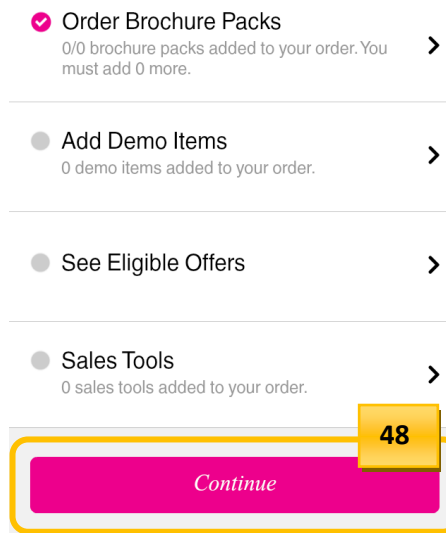 Order Brochure Packs
0/0 brochure packs added to your order. You
must add 0 more.
Add Demo Items
0 demo items added to your order.
See Eligible Offers
Sales Tools
0 sales tools added to your order.
48
Continue